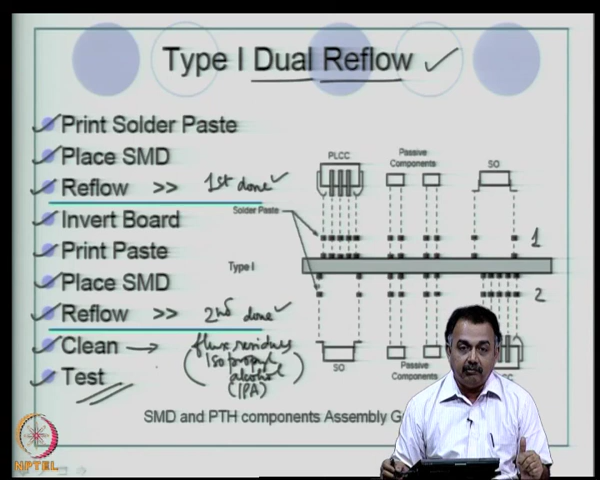 Type I Dual Reflow ✓
Print Solder Paste
Place SMD
Reflow >> 1st done ✓
Invert Board
Print Paste
Place SMD
Reflow >> 2nd done ✓
Clean → flux residues
(Isopropyl
alcohol)
(IPA)
Test
PLCC
Passive
Components
SO
Solder Paste
1
Type I
2
SO
Passive
Components
SMD and PTH components Assembly
NPTEL